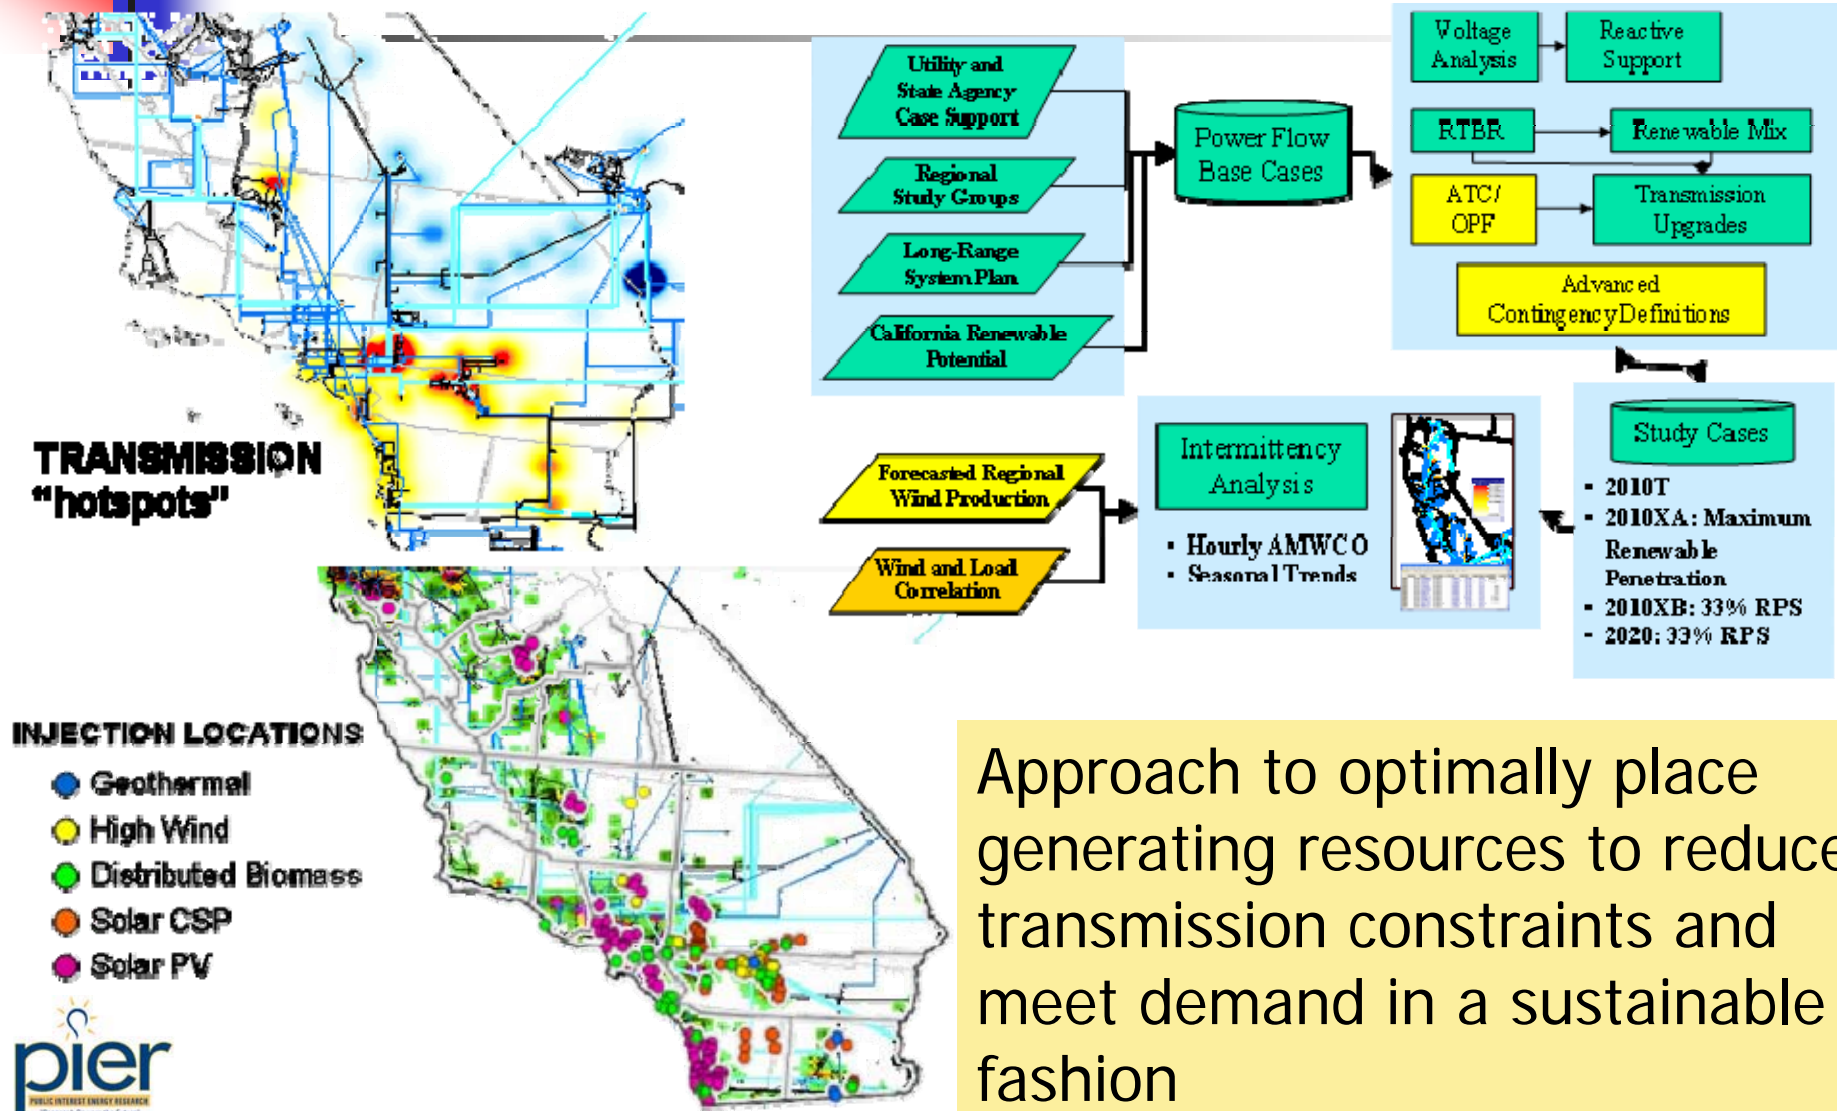 TRANSMISSION
"hotspots"
Utility and
State Agency
Case Support
Regional
Study Groups
Long-Range
System Plan
California Renewable
Potential
Power Flow
Base Cases
Voltage
Analysis
Reactive
Support
RTBR
Renewable Mix
ATC/
OPF
Transmission
Upgrades
Advanced
Contingency Definitions
Study Cases
- 2010T
- 2010XA: Maximum
Renewable
Penetration
- 2010XB: 33% RPS
- 2020: 33% RPS
Forecasted Regional
Wind Production
Wind and Load
Correlation
Intermittency
Analysis
• Hourly AMWCO
• Seasonal Trends
INJECTION LOCATIONS
Geothermal
High Wind
Distributed Biomass
Solar CSP
Solar PV
pier
PUBLIC INTEREST ENERGY RESEARCH
Approach to optimally place
generating resources to reduce
transmission constraints and
meet demand in a sustainable
fashion